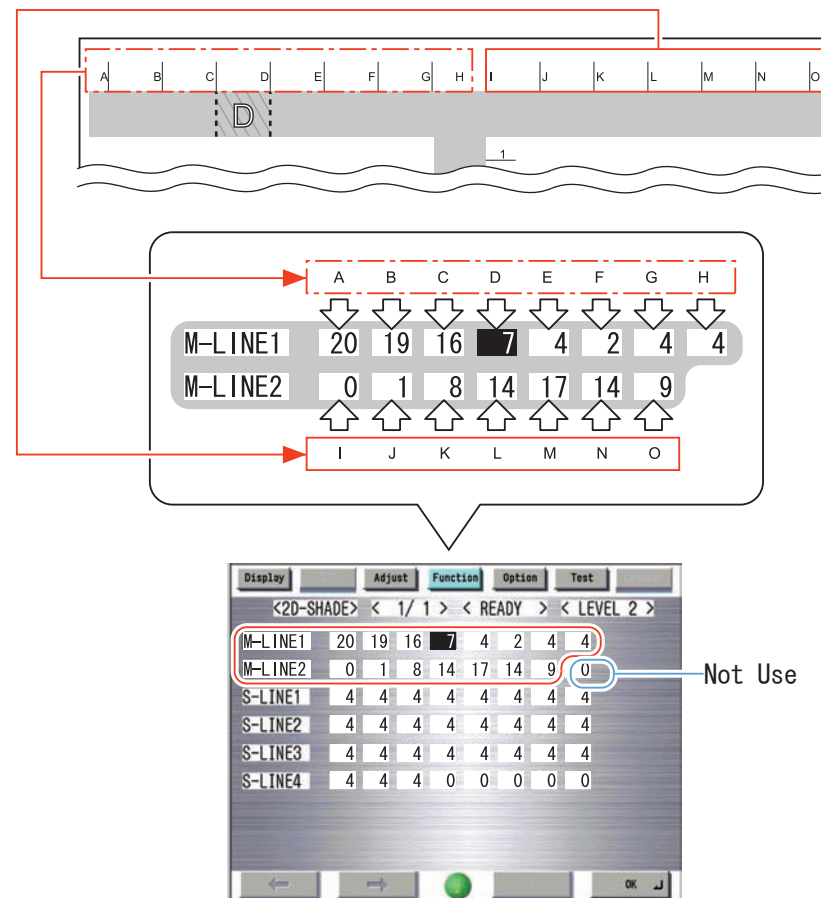 A B C D E F G H I J K L M N O
D
1
A B C D E F G H
M-LINE1 20 19 16 7 4 2 4 4
M-LINE2 0 1 8 14 17 14 9
I J K L M N O
Display Adjust Function Option Test
<2D-SHADE> < 1/ 1 > < READY > < LEVEL 2 >
M-LINE1 20 19 16 7 4 2 4 4
M-LINE2 0 1 8 14 17 14 9 0
Not Use
S-LINE1 4 4 4 4 4 4 4 4
S-LINE2 4 4 4 4 4 4 4 4
S-LINE3 4 4 4 4 4 4 4 4
S-LINE4 4 4 4 0 0 0 0 0
OK